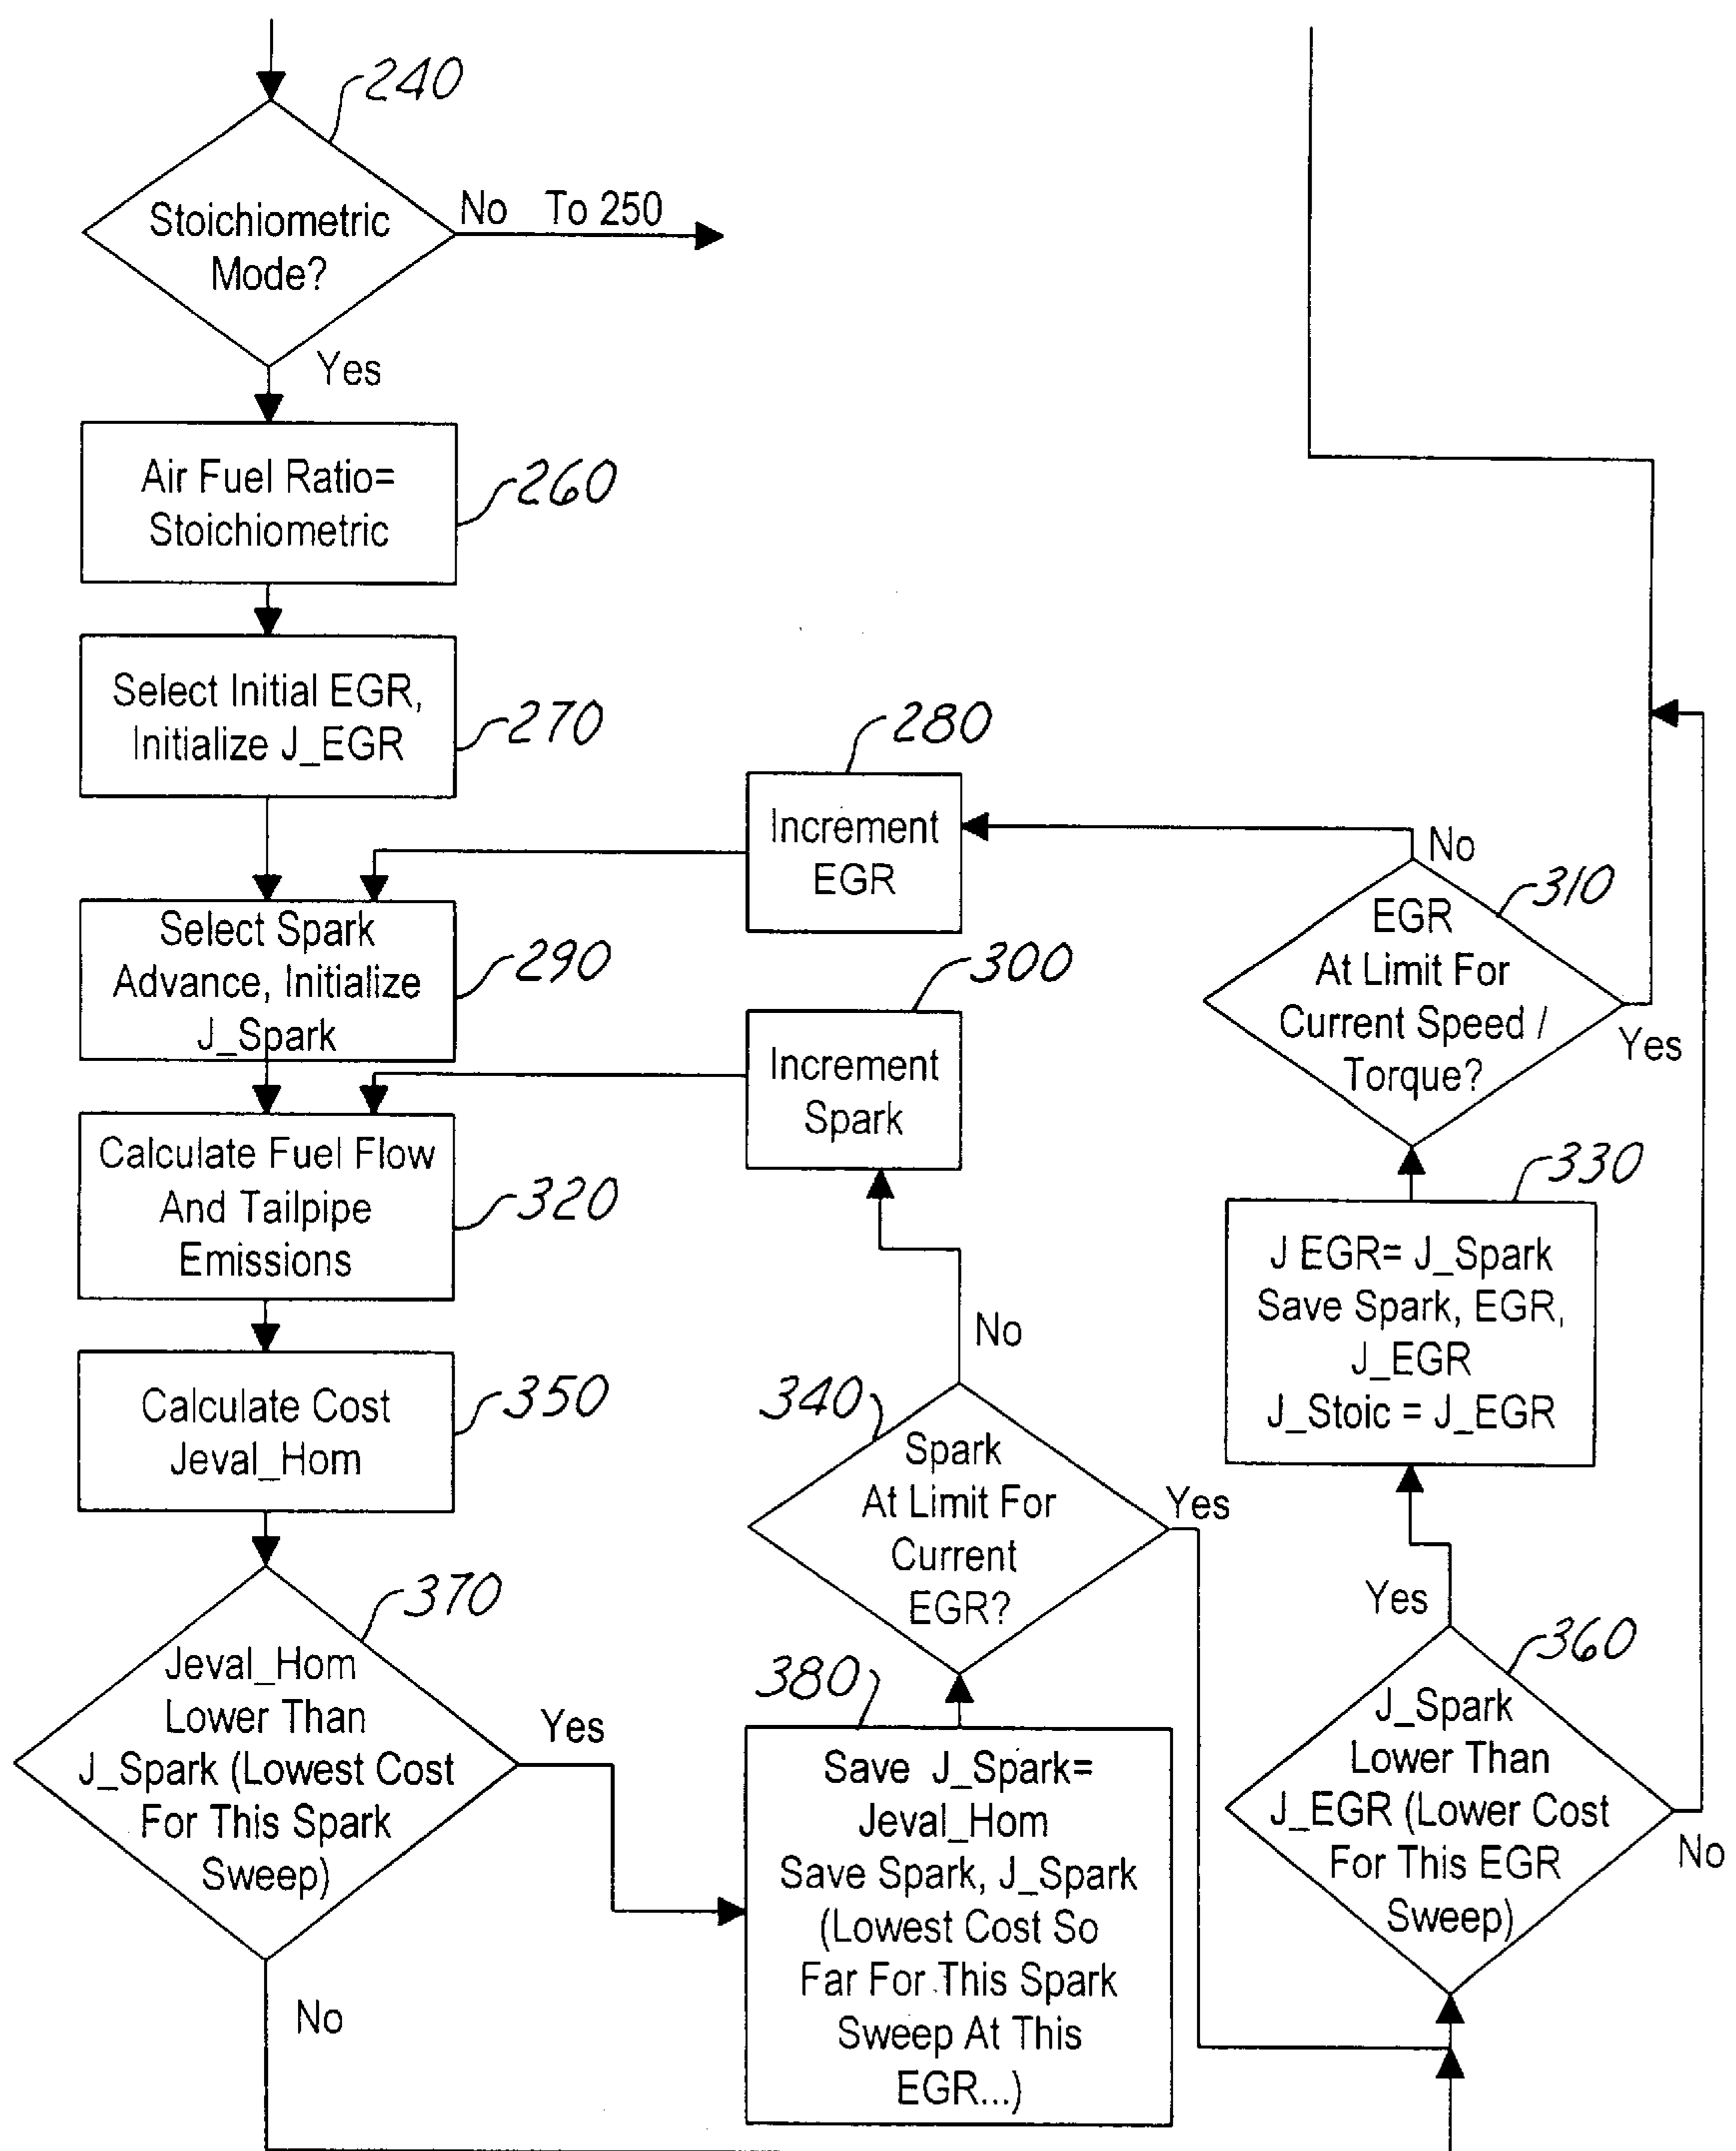 240
Stoichiometric
Mode?
No To 250
Yes
Air Fuel Ratio=
Stoichiometric
260
Select Initial EGR,
Initialize J_EGR
270
280
Increment
EGR
No
310
EGR
At Limit For
Current Speed /
Torque?
Yes
Select Spark
Advance, Initialize
J_Spark
290
300
Increment
Spark
Calculate Fuel Flow
And Tailpipe
Emissions
320
330
J EGR= J_Spark
Save Spark, EGR,
J_EGR
J_Stoic = J_EGR
No
Calculate Cost
Jeval_Hom
350
340
Spark
At Limit For
Current
EGR?
Yes
Yes
370
Jeval_Hom
Lower Than
J_Spark (Lowest Cost
For This Spark
Sweep)
Yes
No
380
Save J_Spark=
Jeval_Hom
Save Spark, J_Spark
(Lowest Cost So
Far For This Spark
Sweep At This
EGR...)
360
J_Spark
Lower Than
J_EGR (Lower Cost
For This EGR
Sweep)
No